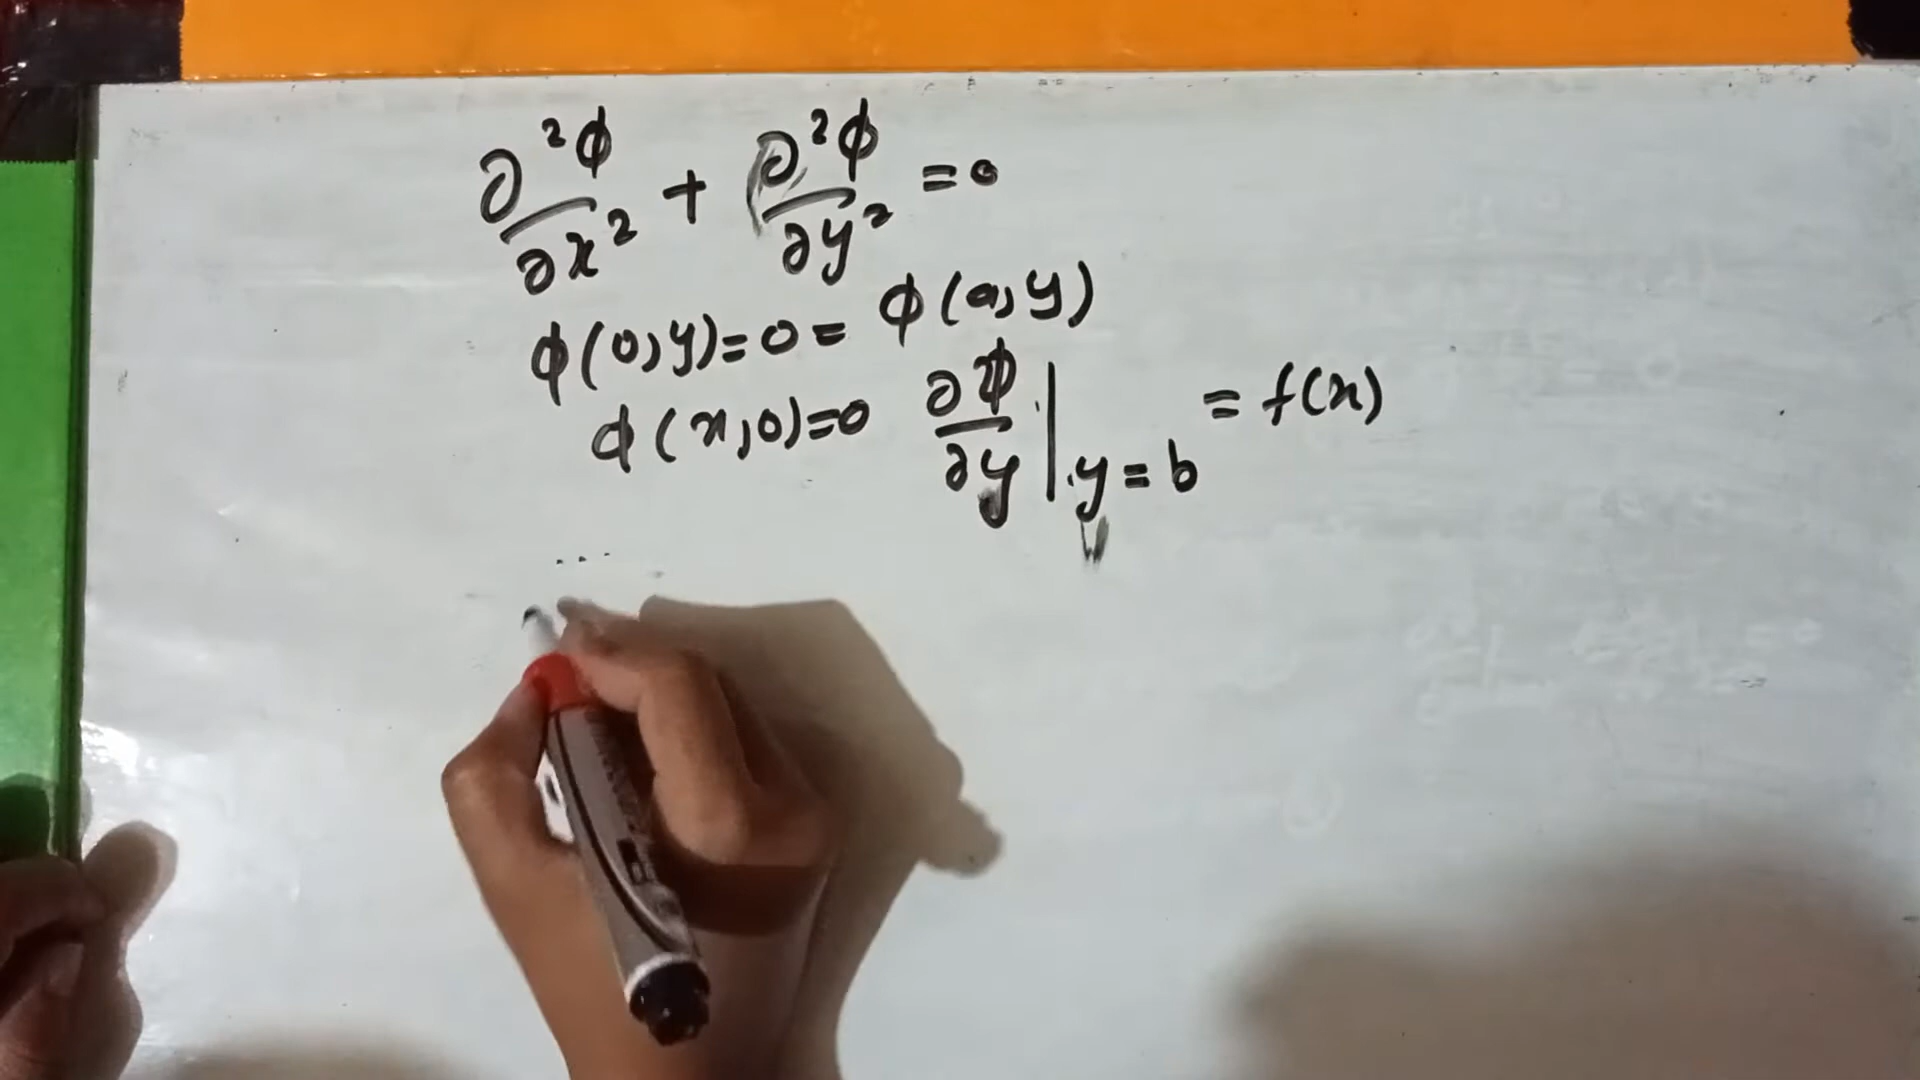 ∂²ϕ/∂x² + ∂²ϕ/∂y² = 0
ϕ(0,y)=0= ϕ(a,y)
ϕ(x,0)=0 ∂ϕ/∂y |y=b = f(x)